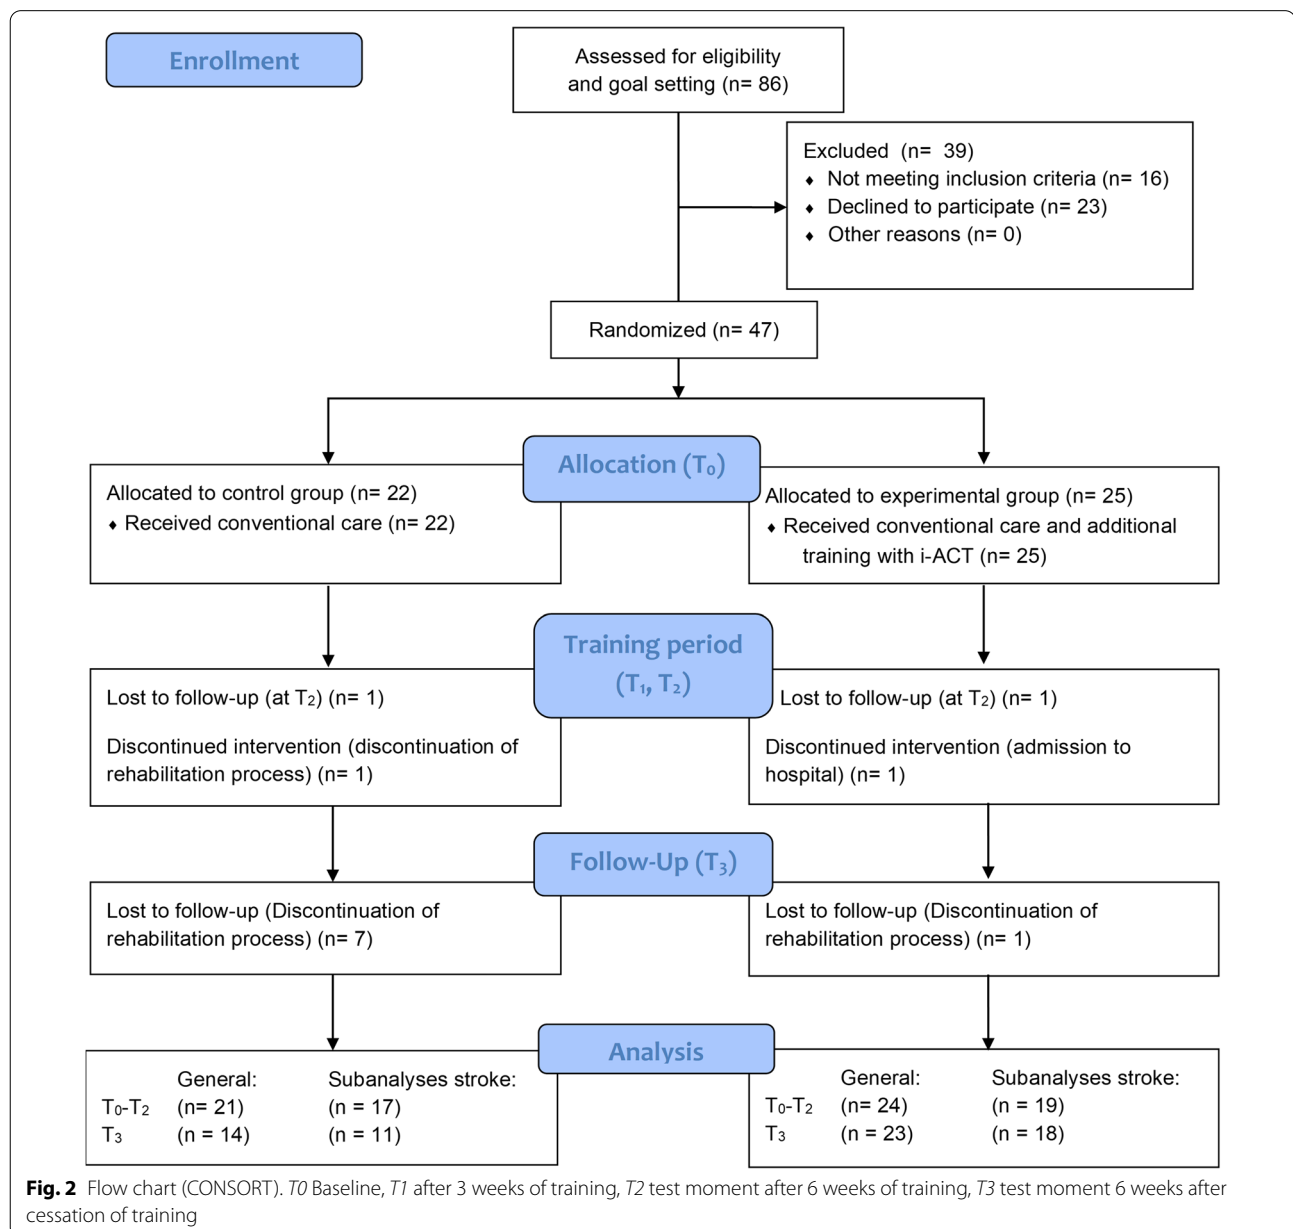 Enrollment
Assessed for eligibility
and goal setting (n= 86)
Excluded (n= 39)
♦ Not meeting inclusion criteria (n= 16)
♦ Declined to participate (n= 23)
♦ Other reasons (n= 0)
Randomized (n= 47)
Allocation (T₀)
Allocated to control group (n= 22)
♦ Received conventional care (n= 22)
Allocated to experimental group (n= 25)
♦ Received conventional care and additional
training with i-ACT (n= 25)
Training period
(T₁, T₂)
Lost to follow-up (at T₂) (n= 1)
Discontinued intervention (discontinuation of
rehabilitation process) (n= 1)
Lost to follow-up (at T₂) (n= 1)
Discontinued intervention (admission to
hospital) (n= 1)
Follow-Up (T₃)
Lost to follow-up (Discontinuation of
rehabilitation process) (n= 7)
Lost to follow-up (Discontinuation of
rehabilitation process) (n= 1)
Analysis
General: Subanalyses stroke:
T₀-T₂ (n= 21) (n = 17)
T₃ (n = 14) (n = 11)
General: Subanalyses stroke:
T₀-T₂ (n= 24) (n = 19)
T₃ (n = 23) (n = 18)
Fig. 2 Flow chart (CONSORT). T0 Baseline, T1 after 3 weeks of training, T2 test moment after 6 weeks of training, T3 test moment 6 weeks after
cessation of training